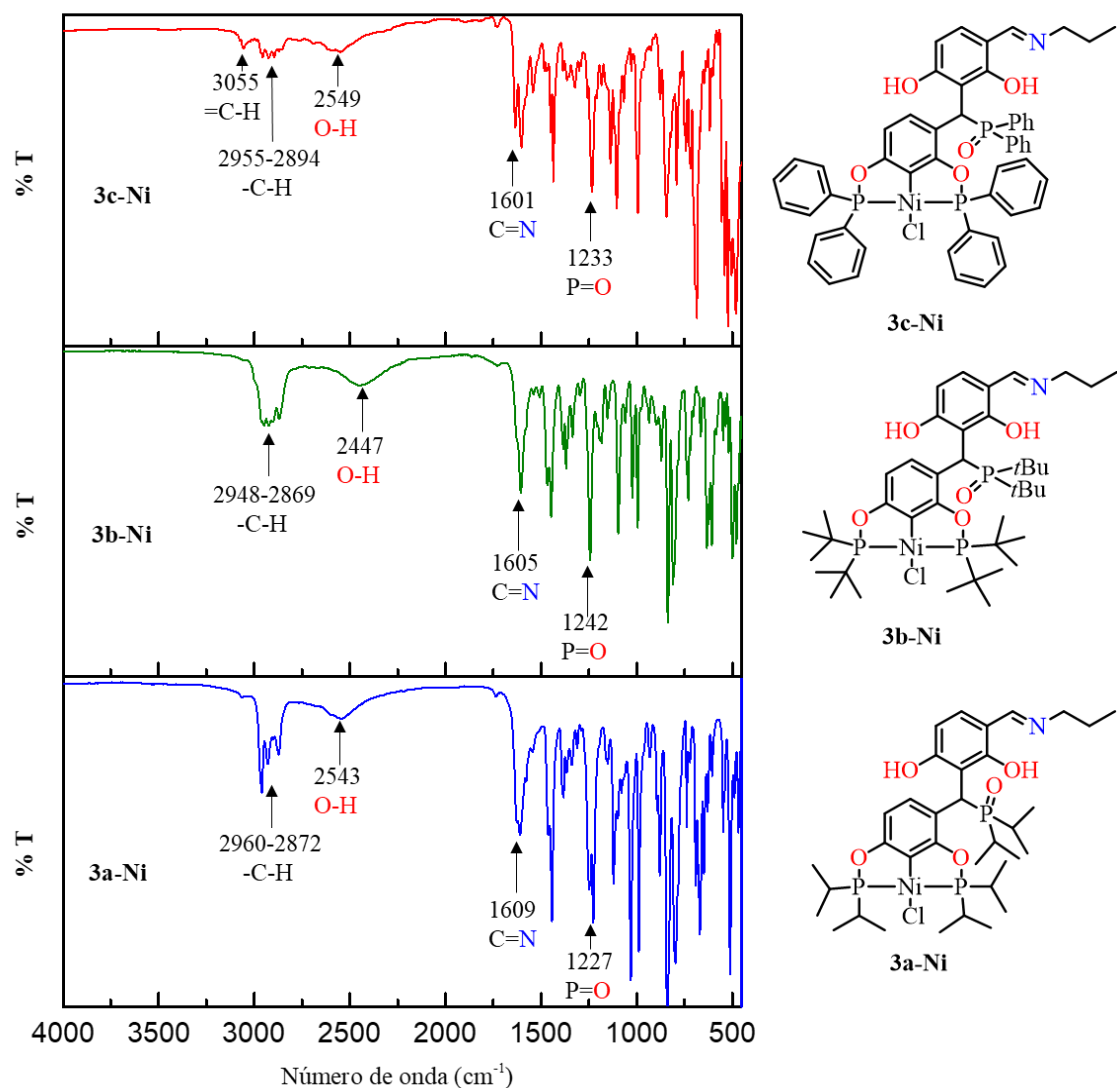 % T
3c-Ni
3055
=C-H
2955-2894
-C-H
2549
O-H
1601
C=N
1233
P=O
N
HO
OH
P
Ph
Ph
O
O
O
P
Ni
P
Cl
3c-Ni
% T
3b-Ni
2948-2869
-C-H
2447
O-H
1605
C=N
1242
P=O
N
HO
OH
P
tBu
tBu
O
O
O
P
Ni
P
Cl
3b-Ni
% T
3a-Ni
2960-2872
-C-H
2543
O-H
1609
C=N
1227
P=O
N
HO
OH
O
P
O
O
P
Ni
P
Cl
3a-Ni
4000 3500 3000 2500 2000 1500 1000 500
Número de onda (cm⁻¹)